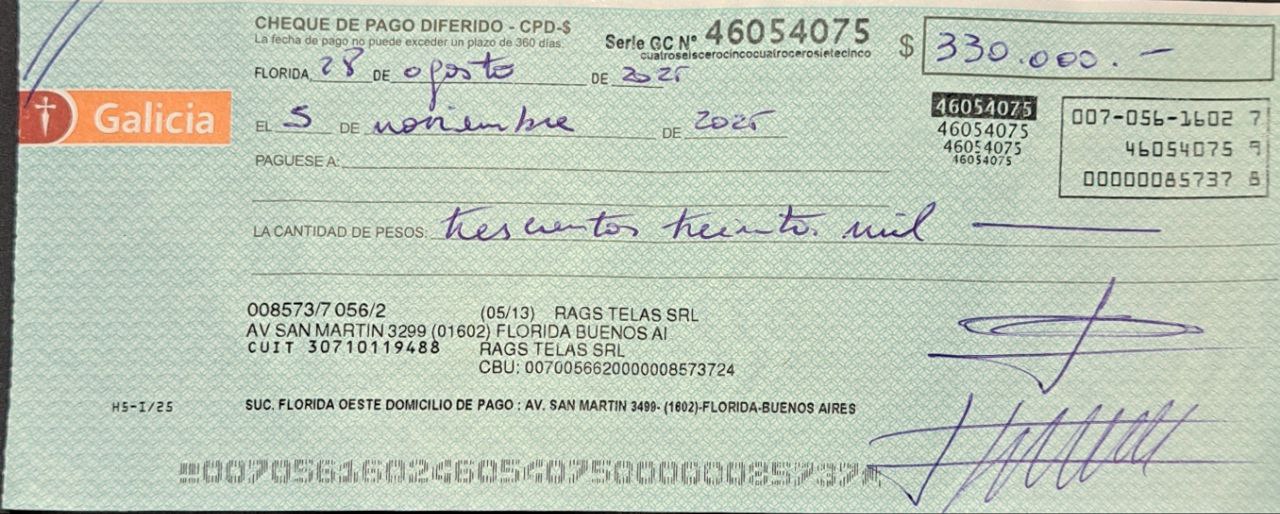 CHEQUE DE PAGO DIFERIDO - CPD-$
La fecha de pago no puede exceder un plazo de 360 días.
Serie GC Nº 46054075
cuatroseiscerocincocuatrocerosietecinco
$ 330.000.-
FLORIDA, 28 DE agosto DE 2025
Galicia
EL 5 DE noviembre DE 2025
46054075
46054075
46054075
46054075
007-056-1602 7
46054075 9
00000085737 8
PAGUESE A:
LA CANTIDAD DE PESOS: trescientos treinta mil
008573/7 056/2 (05/13) RAGS TELAS SRL
AV SAN MARTIN 3299 (01602) FLORIDA BUENOS AI
CUIT 30710119488 RAGS TELAS SRL
CBU: 0070056620000008573724
HS-I/25
SUC. FLORIDA OESTE DOMICILIO DE PAGO : AV. SAN MARTIN 3499- (1602)-FLORIDA-BUENOS AIRES
00705616024605407500000085737